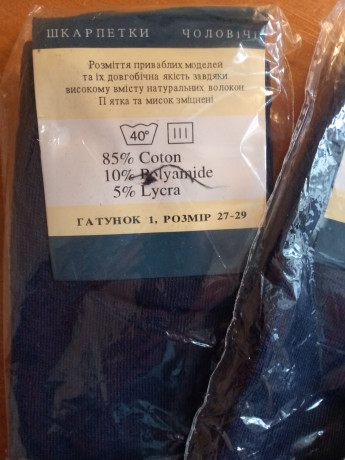 ШКАРПЕТКИ ЧОЛОВІЧІ
Розміття приваблих моделей
та їх довгобічна якість завдяки
високому вмісту натуральних волокон
П ятка та мисок зміцнені
40°
85% Coton
10% Polyamide
5% Lycra
ГАТУНОК 1, РОЗМІР 27-29